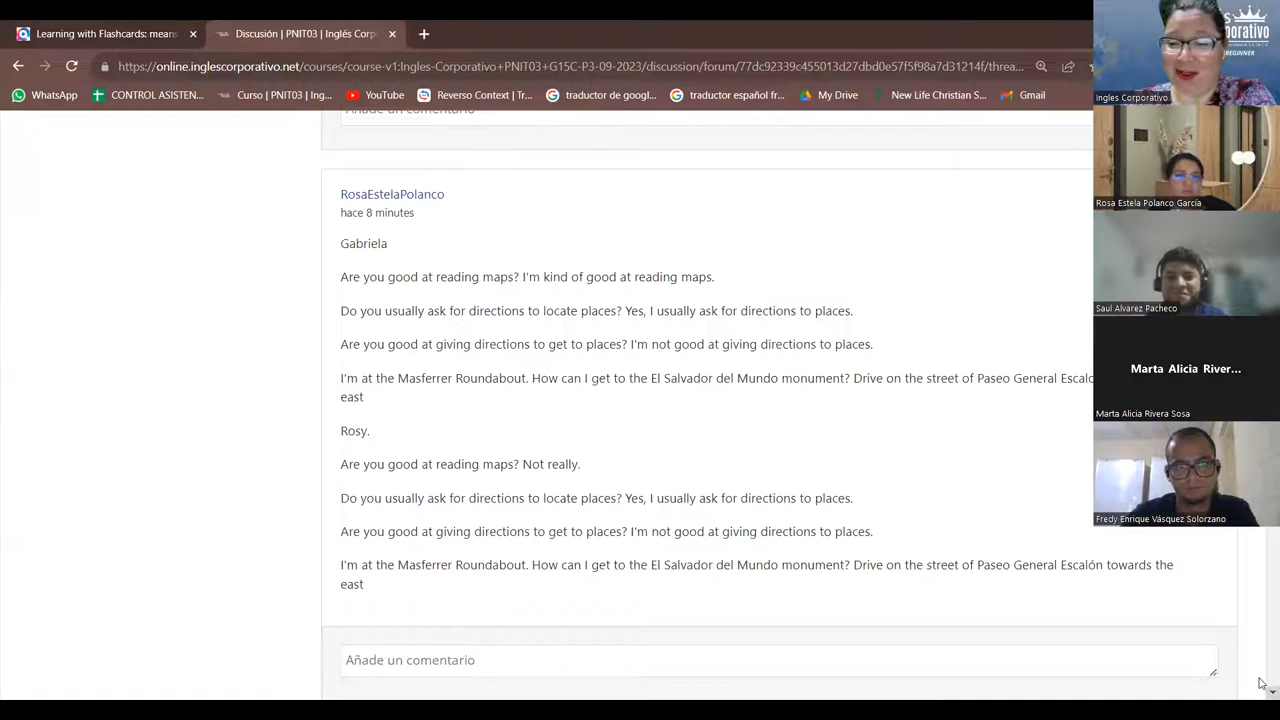 Learning with Flashcards: means
Discusión | PNIT03 | Inglés Corp
https://online.inglescorporativo.net/courses/course-v1:Ingles-Corporativo+PNIT03+S15C-P3-09-2023/discussion/forum/77dc92339c455013d27dbd0e57f5f98a7d31214f/threa...
WhatsApp
CONTROL ASISTEN...
Curso | PNIT03 | Ing...
YouTube
Reverso Context | Tr...
traductor de googl...
traductor español fr...
My Drive
New Life Christian S...
Gmail
Añade un comentario
RosaEstelaPolanco
hace 8 minutes
Gabriela
Are you good at reading maps? I'm kind of good at reading maps.
Do you usually ask for directions to locate places? Yes, I usually ask for directions to places.
Are you good at giving directions to get to places? I'm not good at giving directions to places.
I'm at the Masferrer Roundabout. How can I get to the El Salvador del Mundo monument? Drive on the street of Paseo General Escaló
east
Rosy.
Are you good at reading maps? Not really.
Do you usually ask for directions to locate places? Yes, I usually ask for directions to places.
Are you good at giving directions to get to places? I'm not good at giving directions to places.
I'm at the Masferrer Roundabout. How can I get to the El Salvador del Mundo monument? Drive on the street of Paseo General Escalón towards the
east
Añade un comentario
S
porativo
BEGINNER
Ingles Corporativo
Rosa Estela Polanco García
Saul Alvarez Pacheco
Marta Alicia River...
Marta Alicia Rivera Sosa
Fredy Enrique Vásquez Solorzano